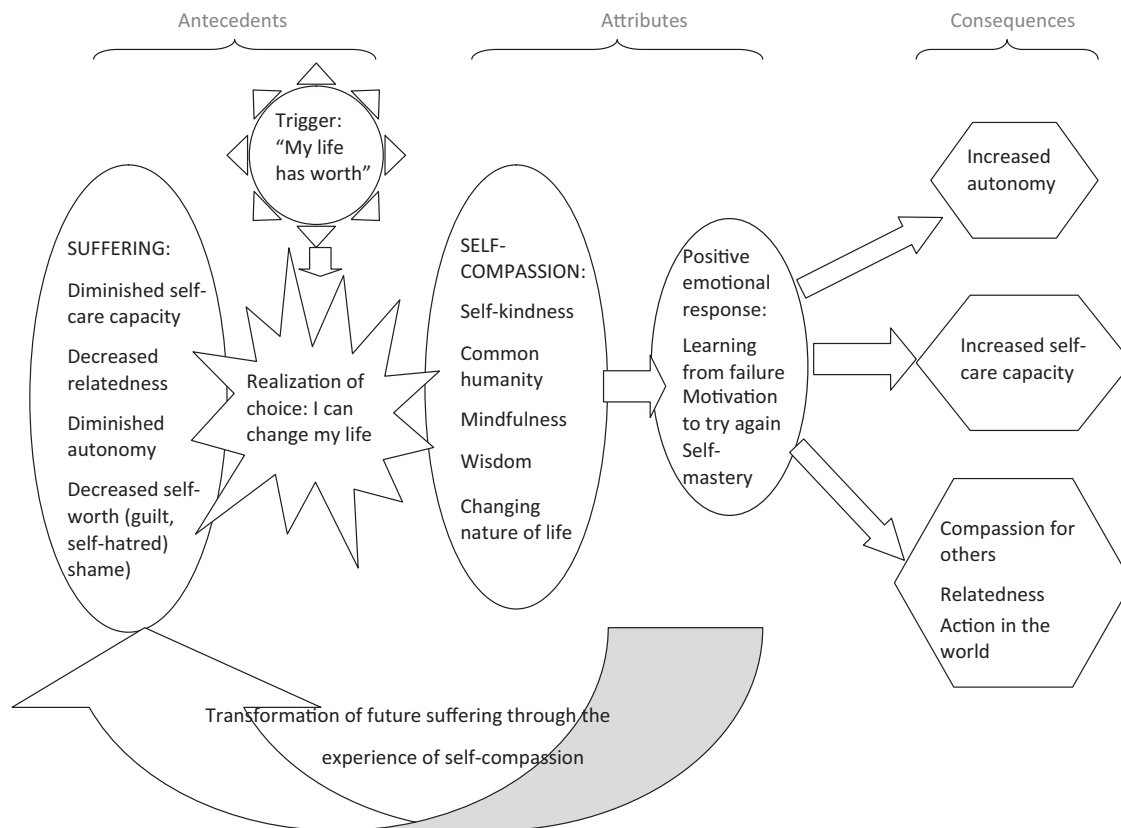 Antecedents
Attributes
Consequences
Trigger:
“My life
has worth”
SUFFERING:
Diminished self-
care capacity
Decreased
relatedness
Diminished
autonomy
Decreased self-
worth (guilt,
self-hatred)
shame)
Realization of
choice: I can
change my life
SELF-
COMPASSION:
Self-kindness
Common
humanity
Mindfulness
Wisdom
Changing
nature of life
Positive
emotional
response:
Learning
from failure
Motivation
to try again
Self-
mastery
Increased
autonomy
Increased self-
care capacity
Compassion for
others
Relatedness
Action in the
world
Transformation of future suffering through the
experience of self-compassion